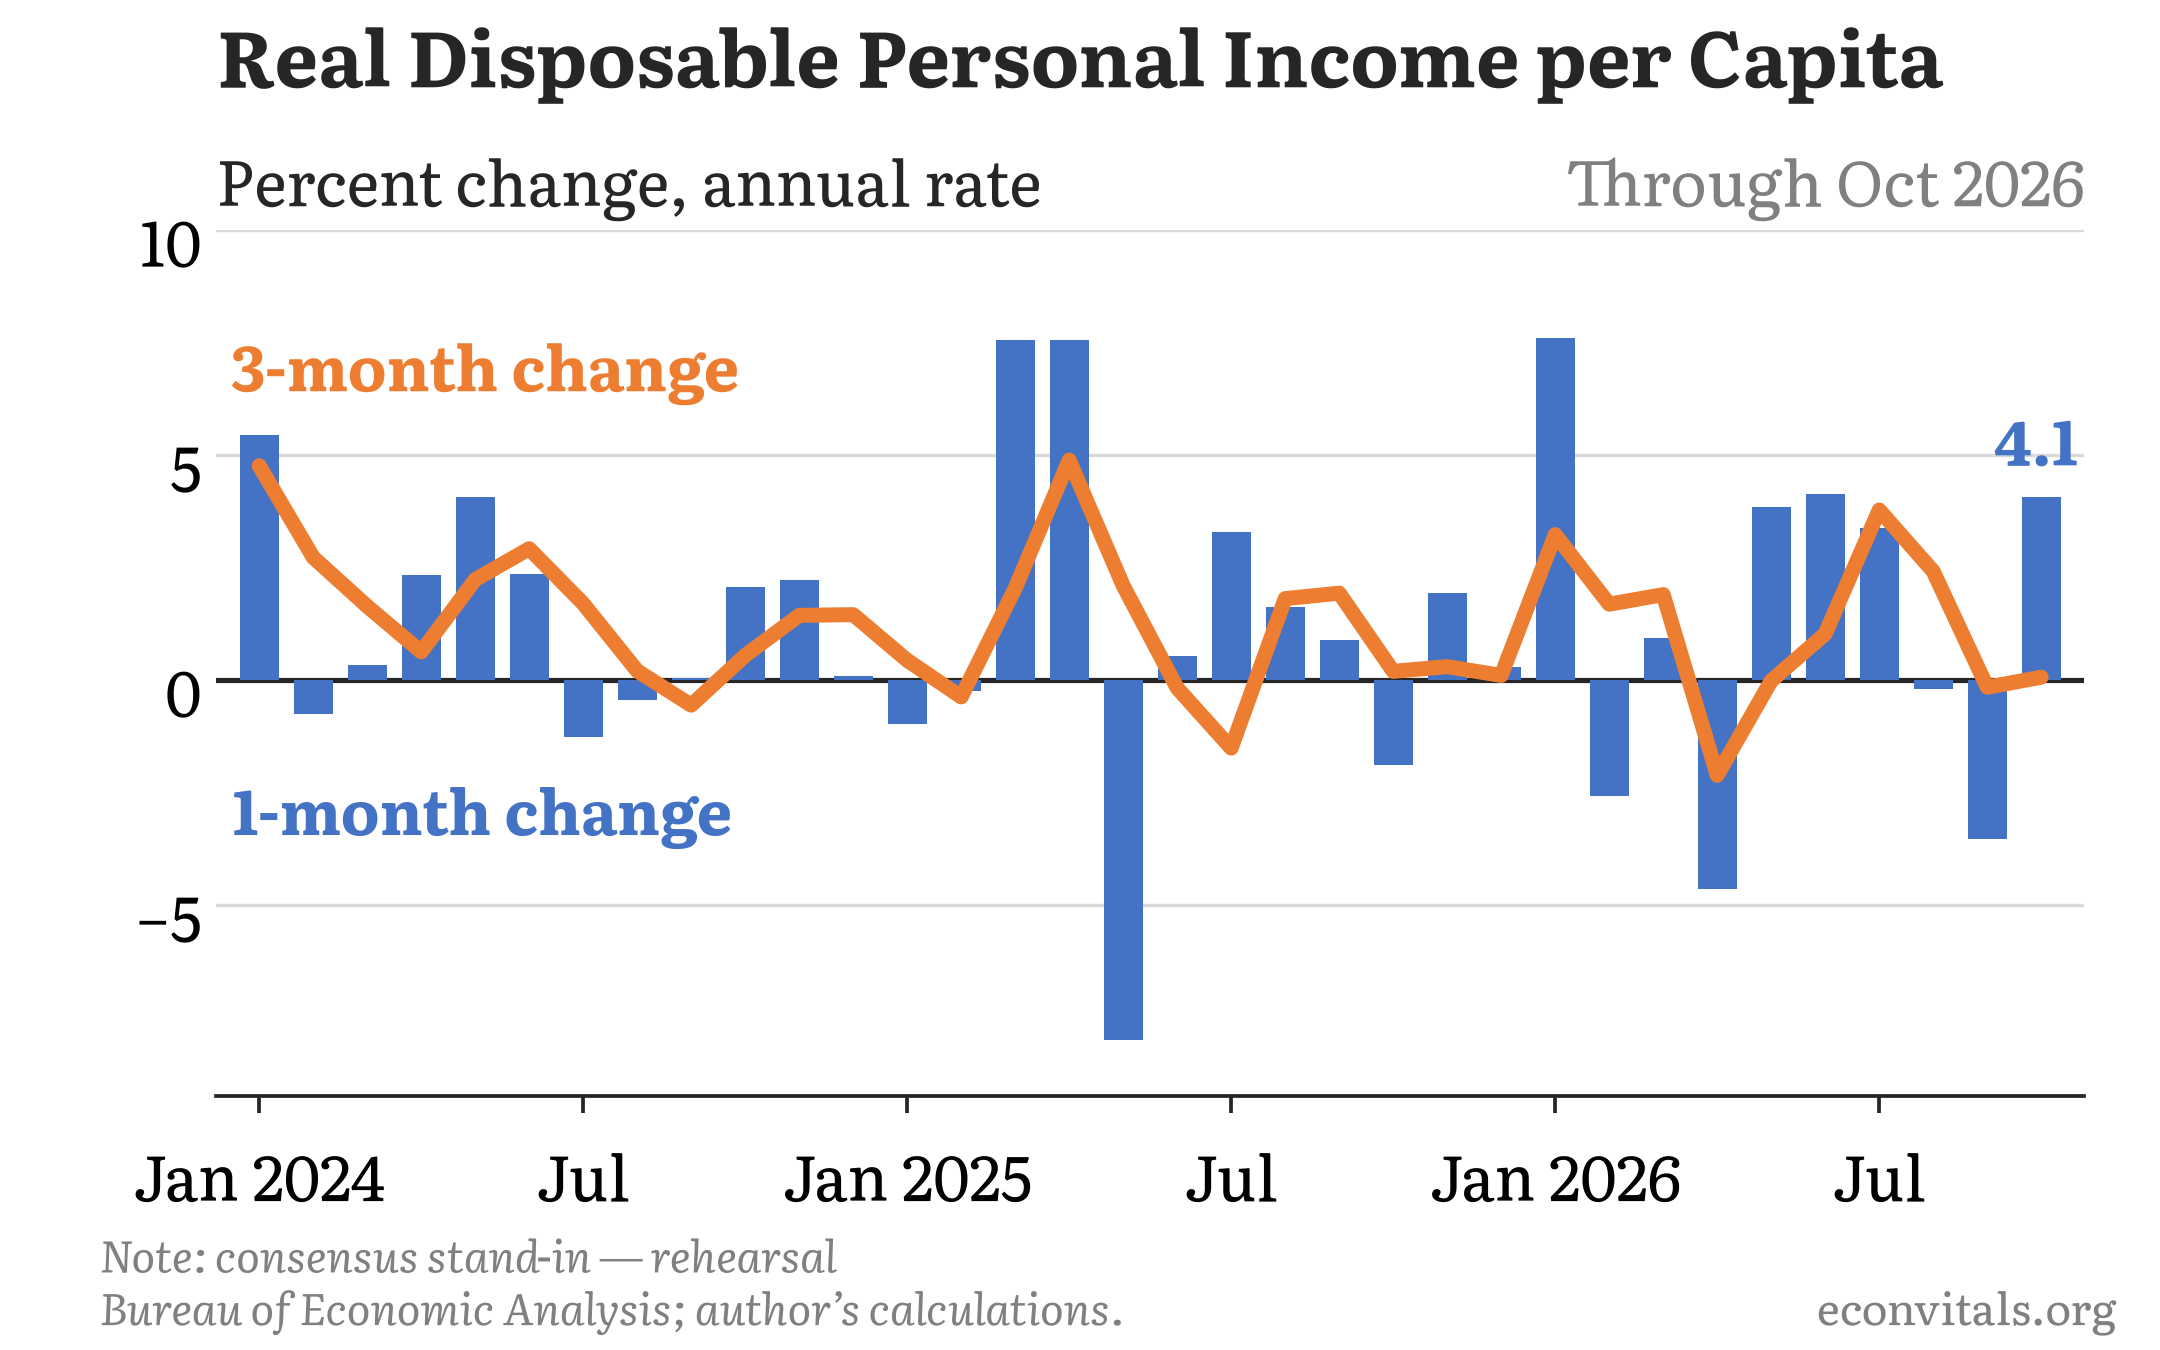 Real Disposable Personal Income per Capita
Percent change, annual rate
Through Oct 2026
10
3-month change
4.1
5
0
1-month change
−5
Jan 2024
Jul
Jan 2025
Jul
Jan 2026
Jul
Note: consensus stand-in — rehearsal
Bureau of Economic Analysis; author’s calculations.
econvitals.org